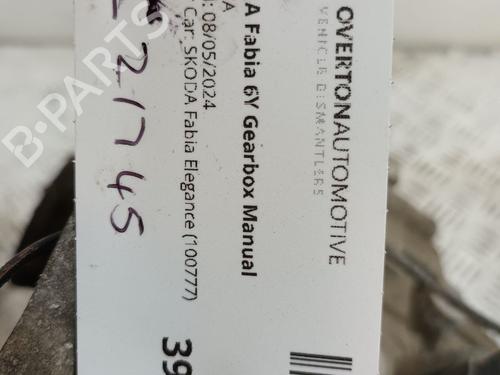 OVERTONAUTOMOTIVE
VEHICLE DISMANTLERS
A Fabia 6Y Gearbox Manual
A
: 08/05/2024
Car: SKODA Fabia Elegance (100777)
39
21745
B-PARTS